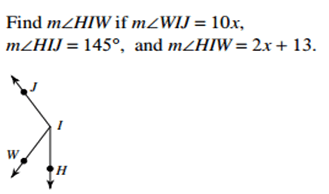 Find m∠HIW if m∠WIJ = 10x,
m∠HIJ = 145°, and m∠HIW = 2x + 13.
J
I
W
H